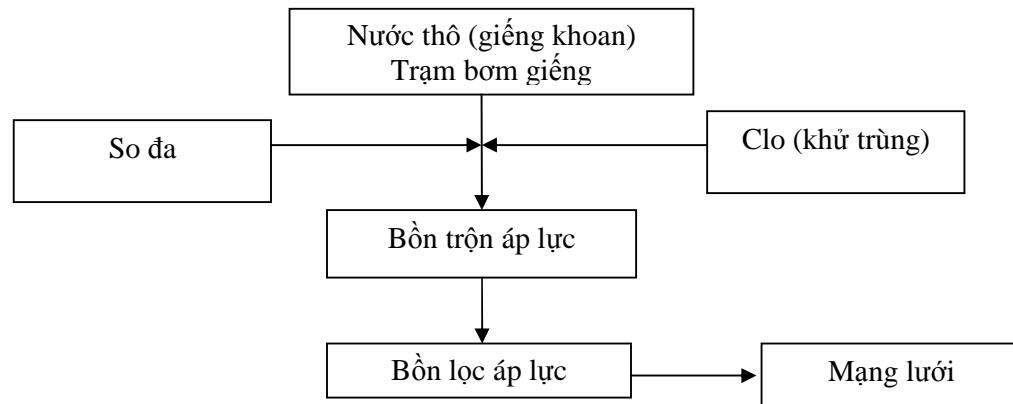 Nước thô (giếng khoan)
Trạm bơm giếng
So đa
Clo (khử trùng)
Bồn trộn áp lực
Bồn lọc áp lực
Mạng lưới